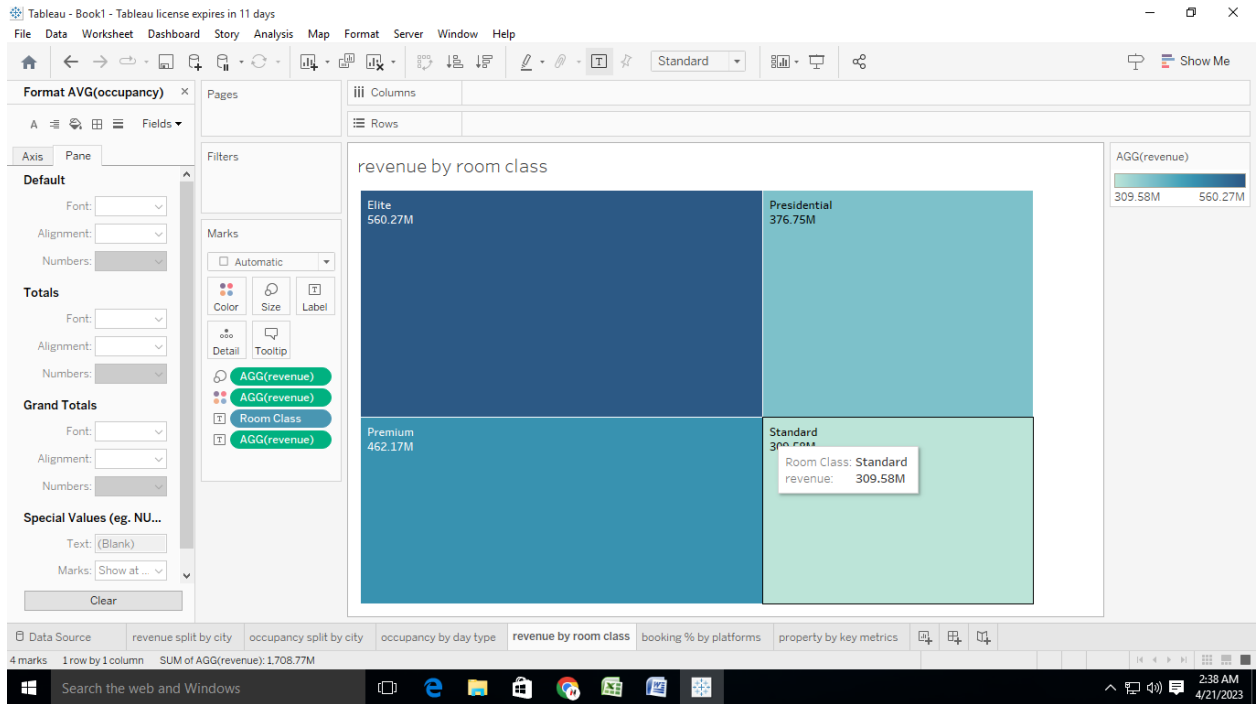 Tableau - Book1 - Tableau license expires in 11 days
File Data Worksheet Dashboard Story Analysis Map Format Server Window Help
Standard
Show Me
Format AVG(occupancy) ×
Fields
Axis Pane
Default
Font:
Alignment:
Numbers:
Totals
Font:
Alignment:
Numbers:
Grand Totals
Font:
Alignment:
Numbers:
Special Values (eg. NU...
Text: (Blank)
Marks: Show at ...
Clear
Pages
Filters
Marks
Automatic
Color Size Label
Detail Tooltip
AGG(revenue)
AGG(revenue)
Room Class
AGG(revenue)
Columns
Rows
revenue by room class
Elite
560.27M
Presidential
376.75M
Premium
462.17M
Standard
309.58M
Room Class: Standard
revenue: 309.58M
AGG(revenue)
309.58M 560.27M
Data Source revenue split by city occupancy split by city occupancy by day type revenue by room class booking % by platforms property by key metrics
4 marks 1 row by 1 column SUM of AGG(revenue): 1,708.77M
Search the web and Windows
2:38 AM
4/21/2023